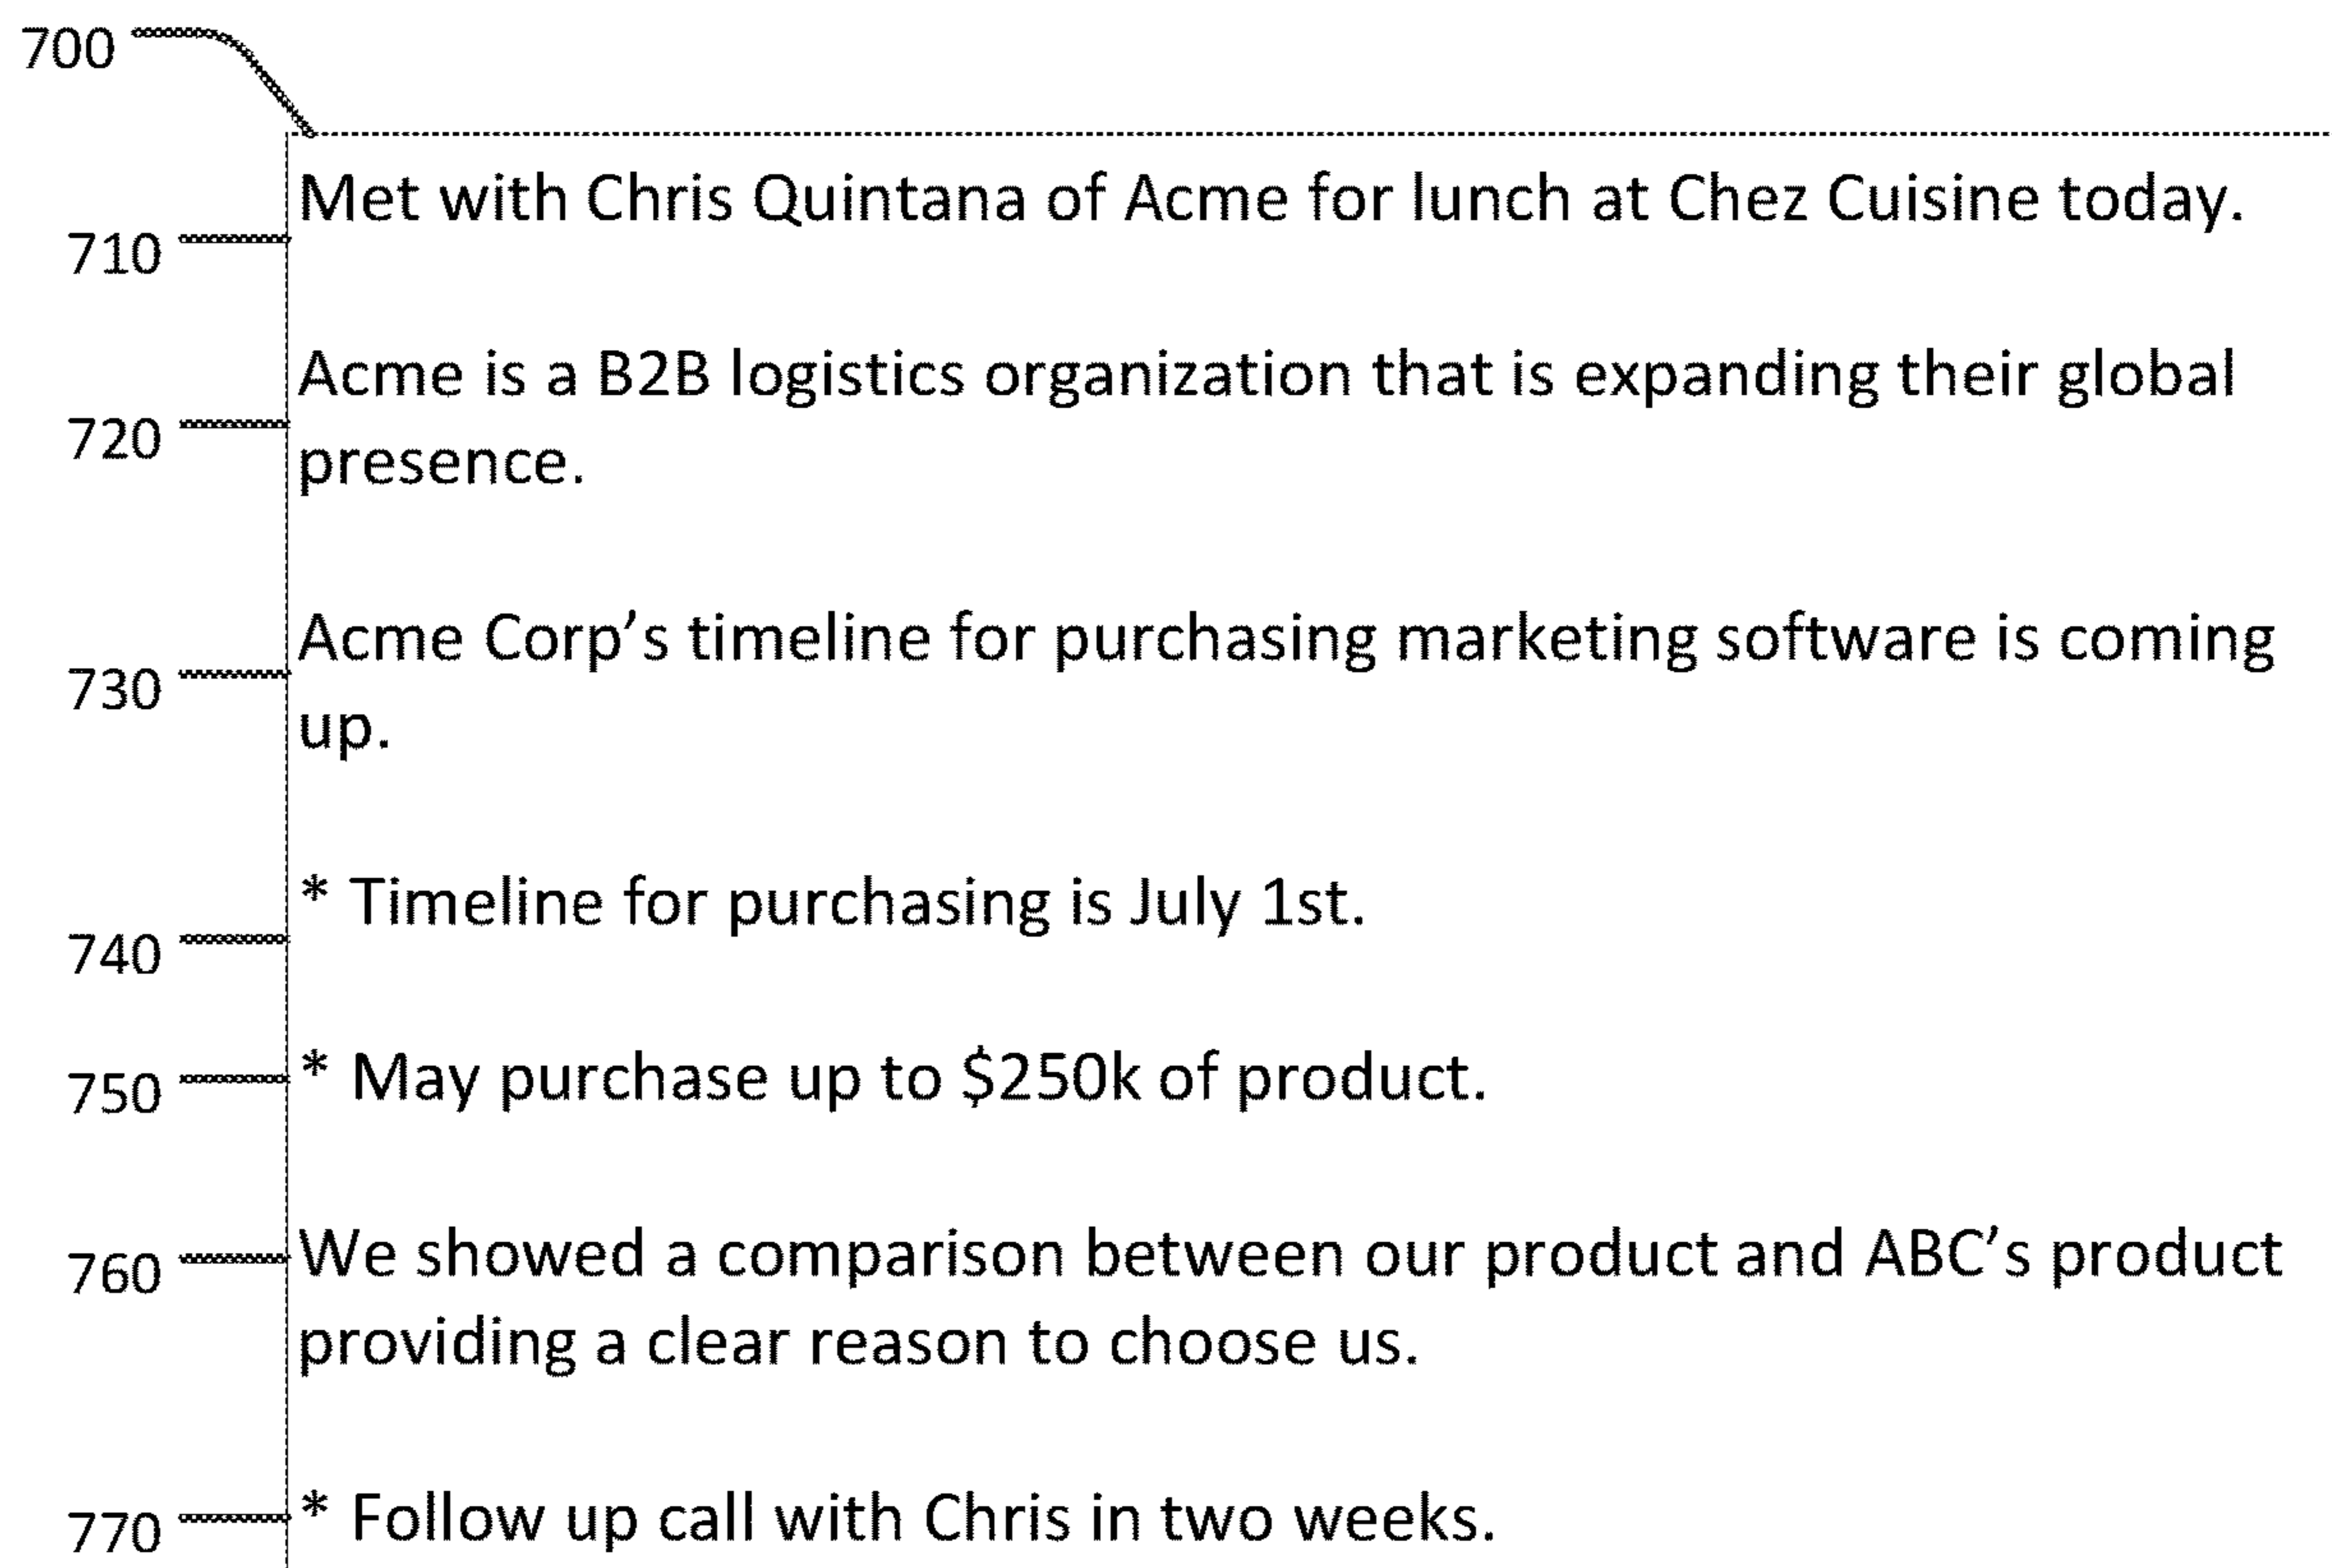 700
Met with Chris Quintana of Acme for lunch at Chez Cuisine today.
710
Acme is a B2B logistics organization that is expanding their global
720
presence.
Acme Corp’s timeline for purchasing marketing software is coming
730
up.
* Timeline for purchasing is July 1st.
740
* May purchase up to $250k of product.
750
We showed a comparison between our product and ABC’s product
760
providing a clear reason to choose us.
* Follow up call with Chris in two weeks.
770